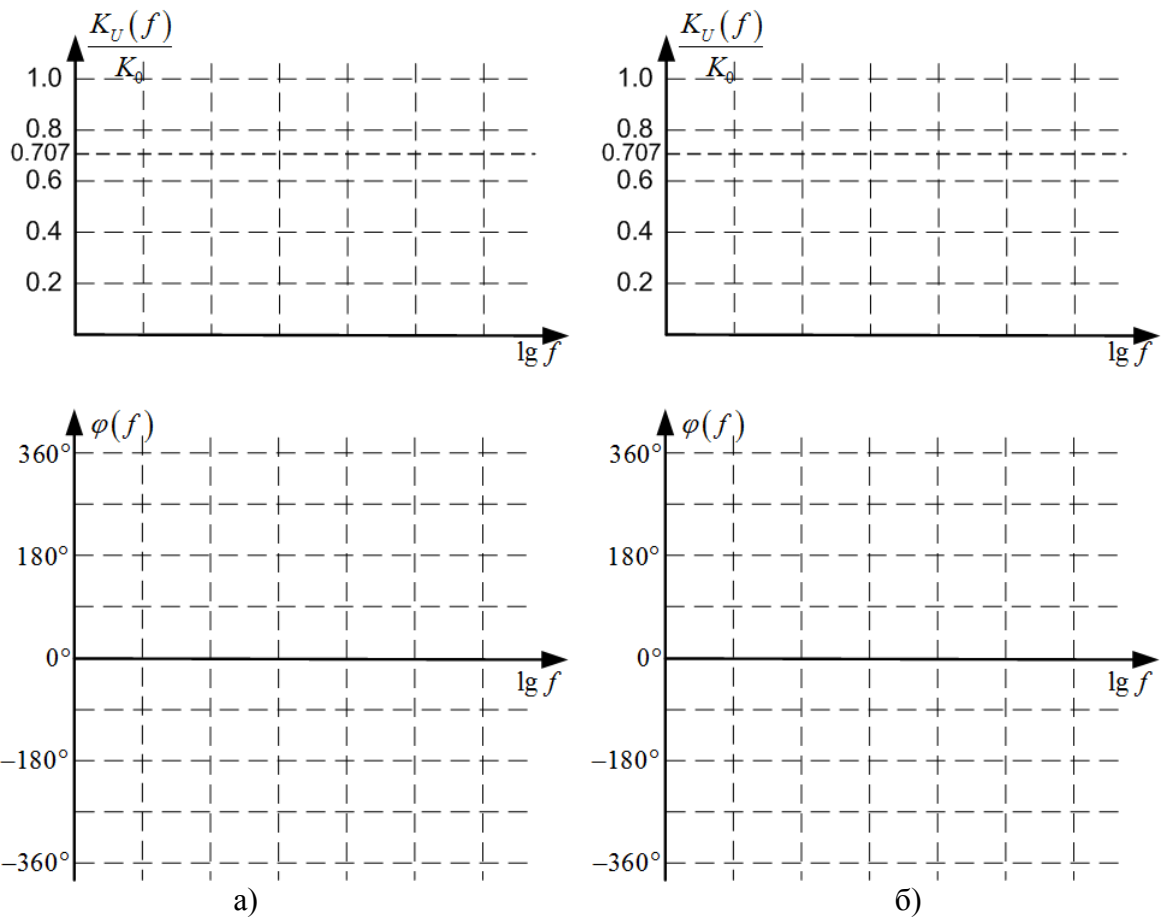 K_U(f)/K_0 K_U(f)/K_0
1.0 1.0
0.8 0.8
0.707 0.707
0.6 0.6
0.4 0.4
0.2 0.2
lg f lg f
φ(f) φ(f)
360° 360°
180° 180°
0° 0°
lg f lg f
–180° –180°
–360° –360°
а) б)